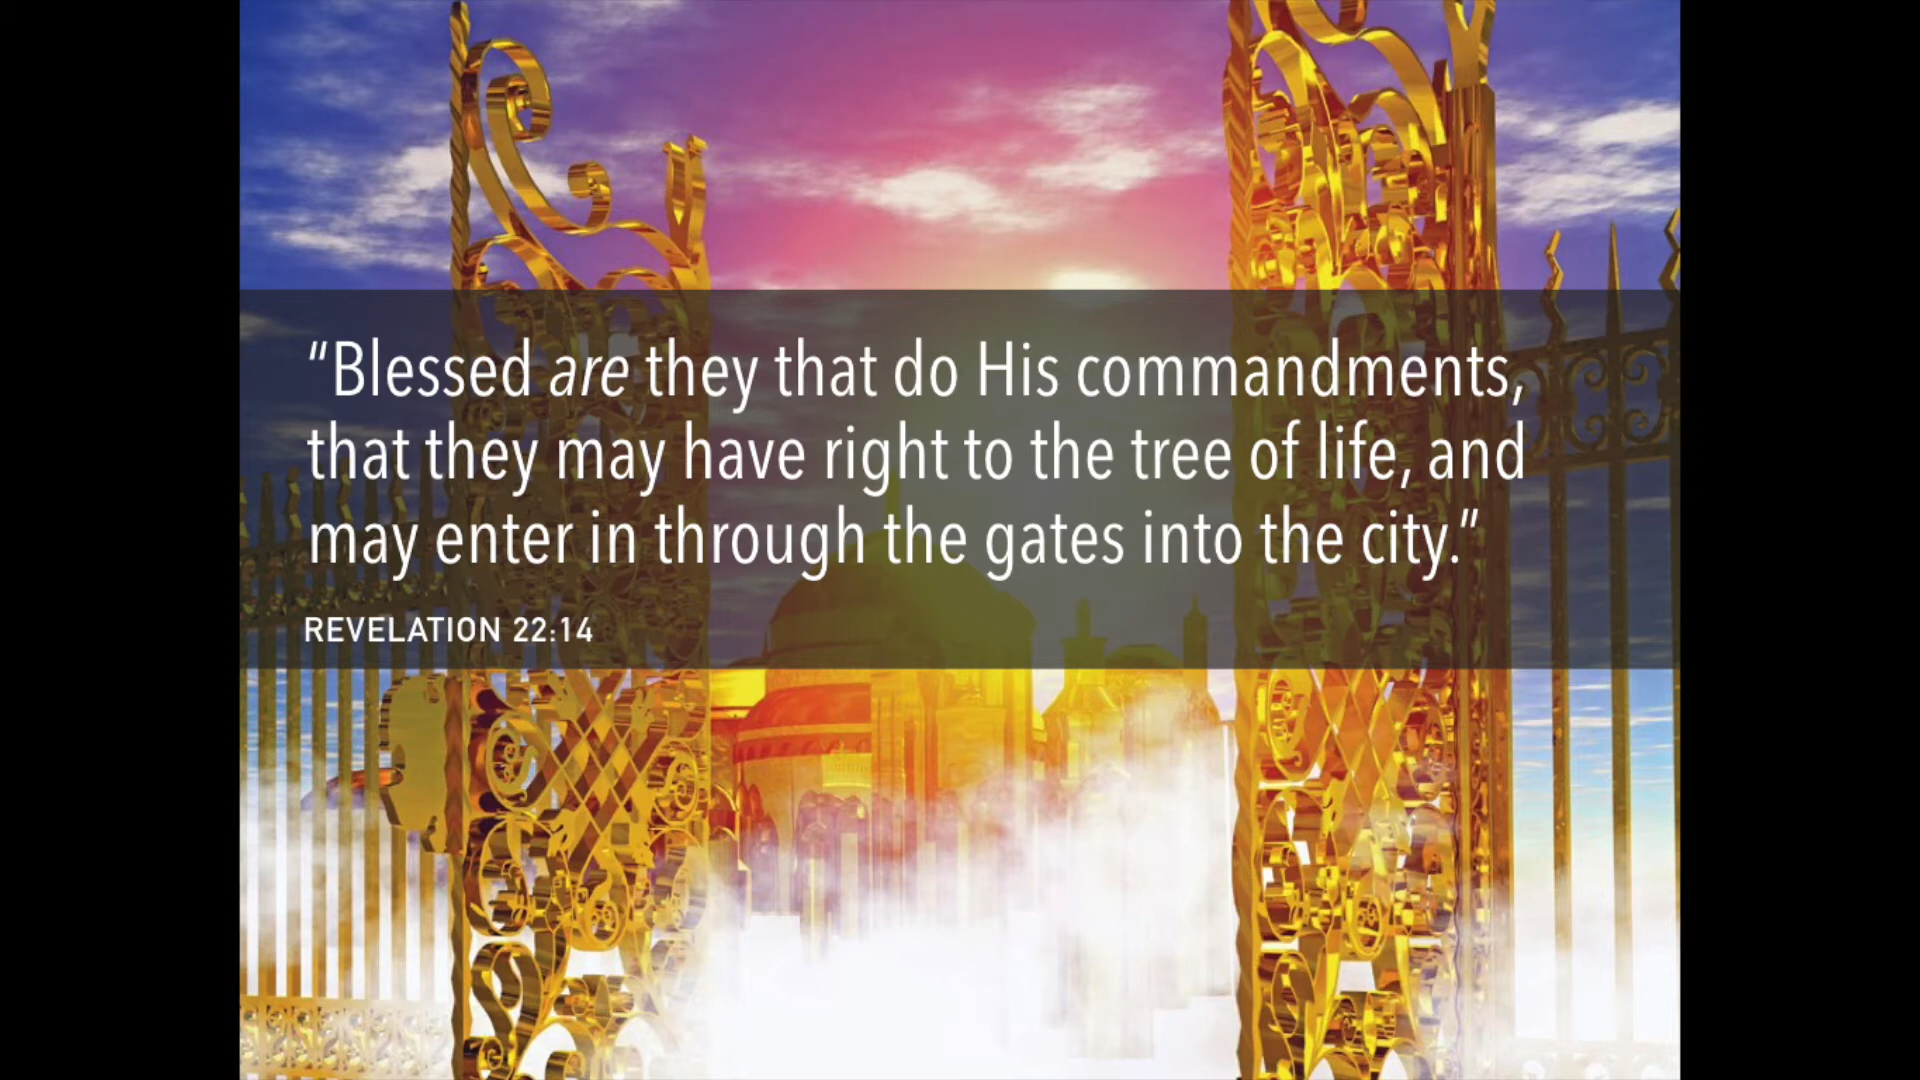 “Blessed are they that do His commandments,
that they may have right to the tree of life, and
may enter in through the gates into the city.”
REVELATION 22:14